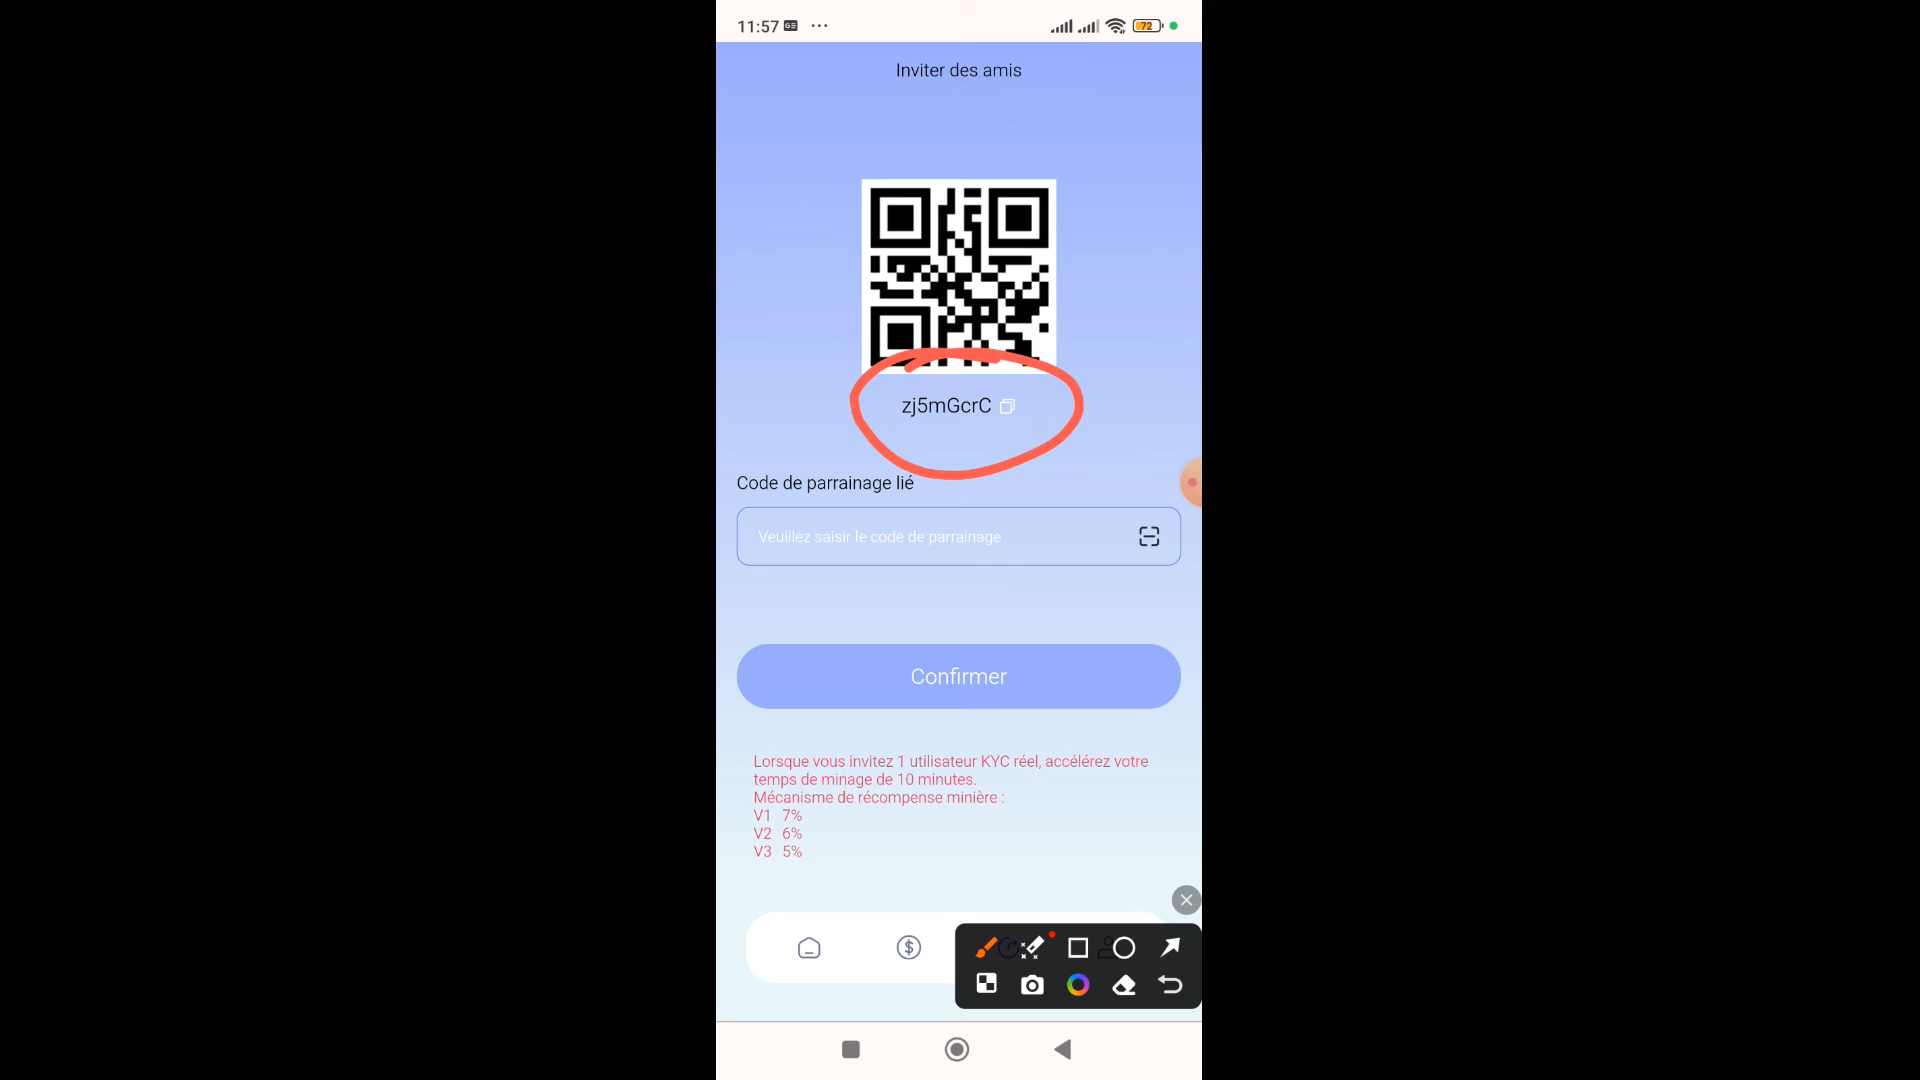 11:57
72
Inviter des amis
zj5mGcrC
Code de parrainage lié
Veuillez saisir le code de parrainage
Confirmer
Lorsque vous invitez 1 utilisateur KYC réel, accélérez votre
temps de minage de 10 minutes.
Mécanisme de récompense minière :
V1 7%
V2 6%
V3 5%